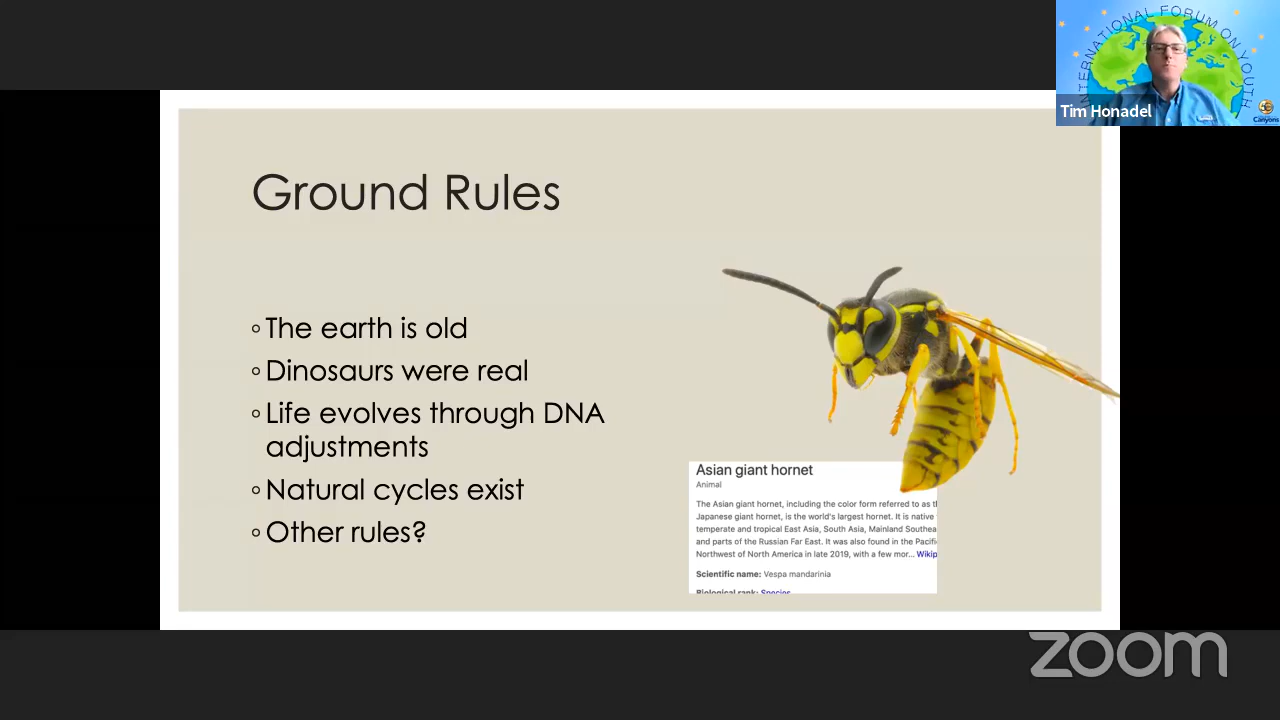 INTERNATIONAL FORUM ON YOUTH
Tim Honadel
Canyons
Ground Rules
◦ The earth is old
◦ Dinosaurs were real
◦ Life evolves through DNA
adjustments
◦ Natural cycles exist
◦ Other rules?
Asian giant hornet
Animal
The Asian giant hornet, including the color form referred to as
Japanese giant hornet, is the world's largest hornet. It is native
temperate and tropical East Asia, South Asia, Mainland
and parts of the Russian Far East. It was also found in the
Northwest of North America in late 2019, with a few mor... Wikip
Scientific name: Vespa mandarinia
Biological rank: Species
zoom